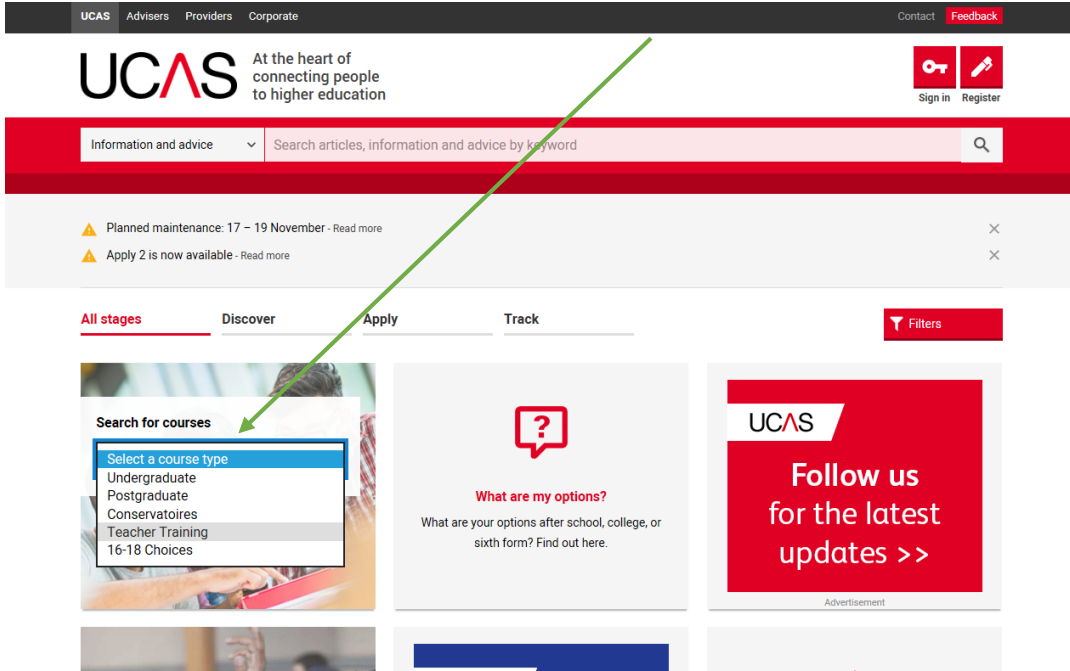 UCAS Advisers Providers Corporate Contact Feedback
UCAS
At the heart of
connecting people
to higher education
Sign in Register
Information and advice Search articles, information and advice by keyword
Planned maintenance: 17 – 19 November - Read more
Apply 2 is now available - Read more
All stages Discover Apply Track Filters
Search for courses
Select a course type
Undergraduate
Postgraduate
Conservatoires
Teacher Training
16-18 Choices
?
What are my options?
What are your options after school, college, or
sixth form? Find out here.
UCAS
Follow us
for the latest
updates >>
Advertisement